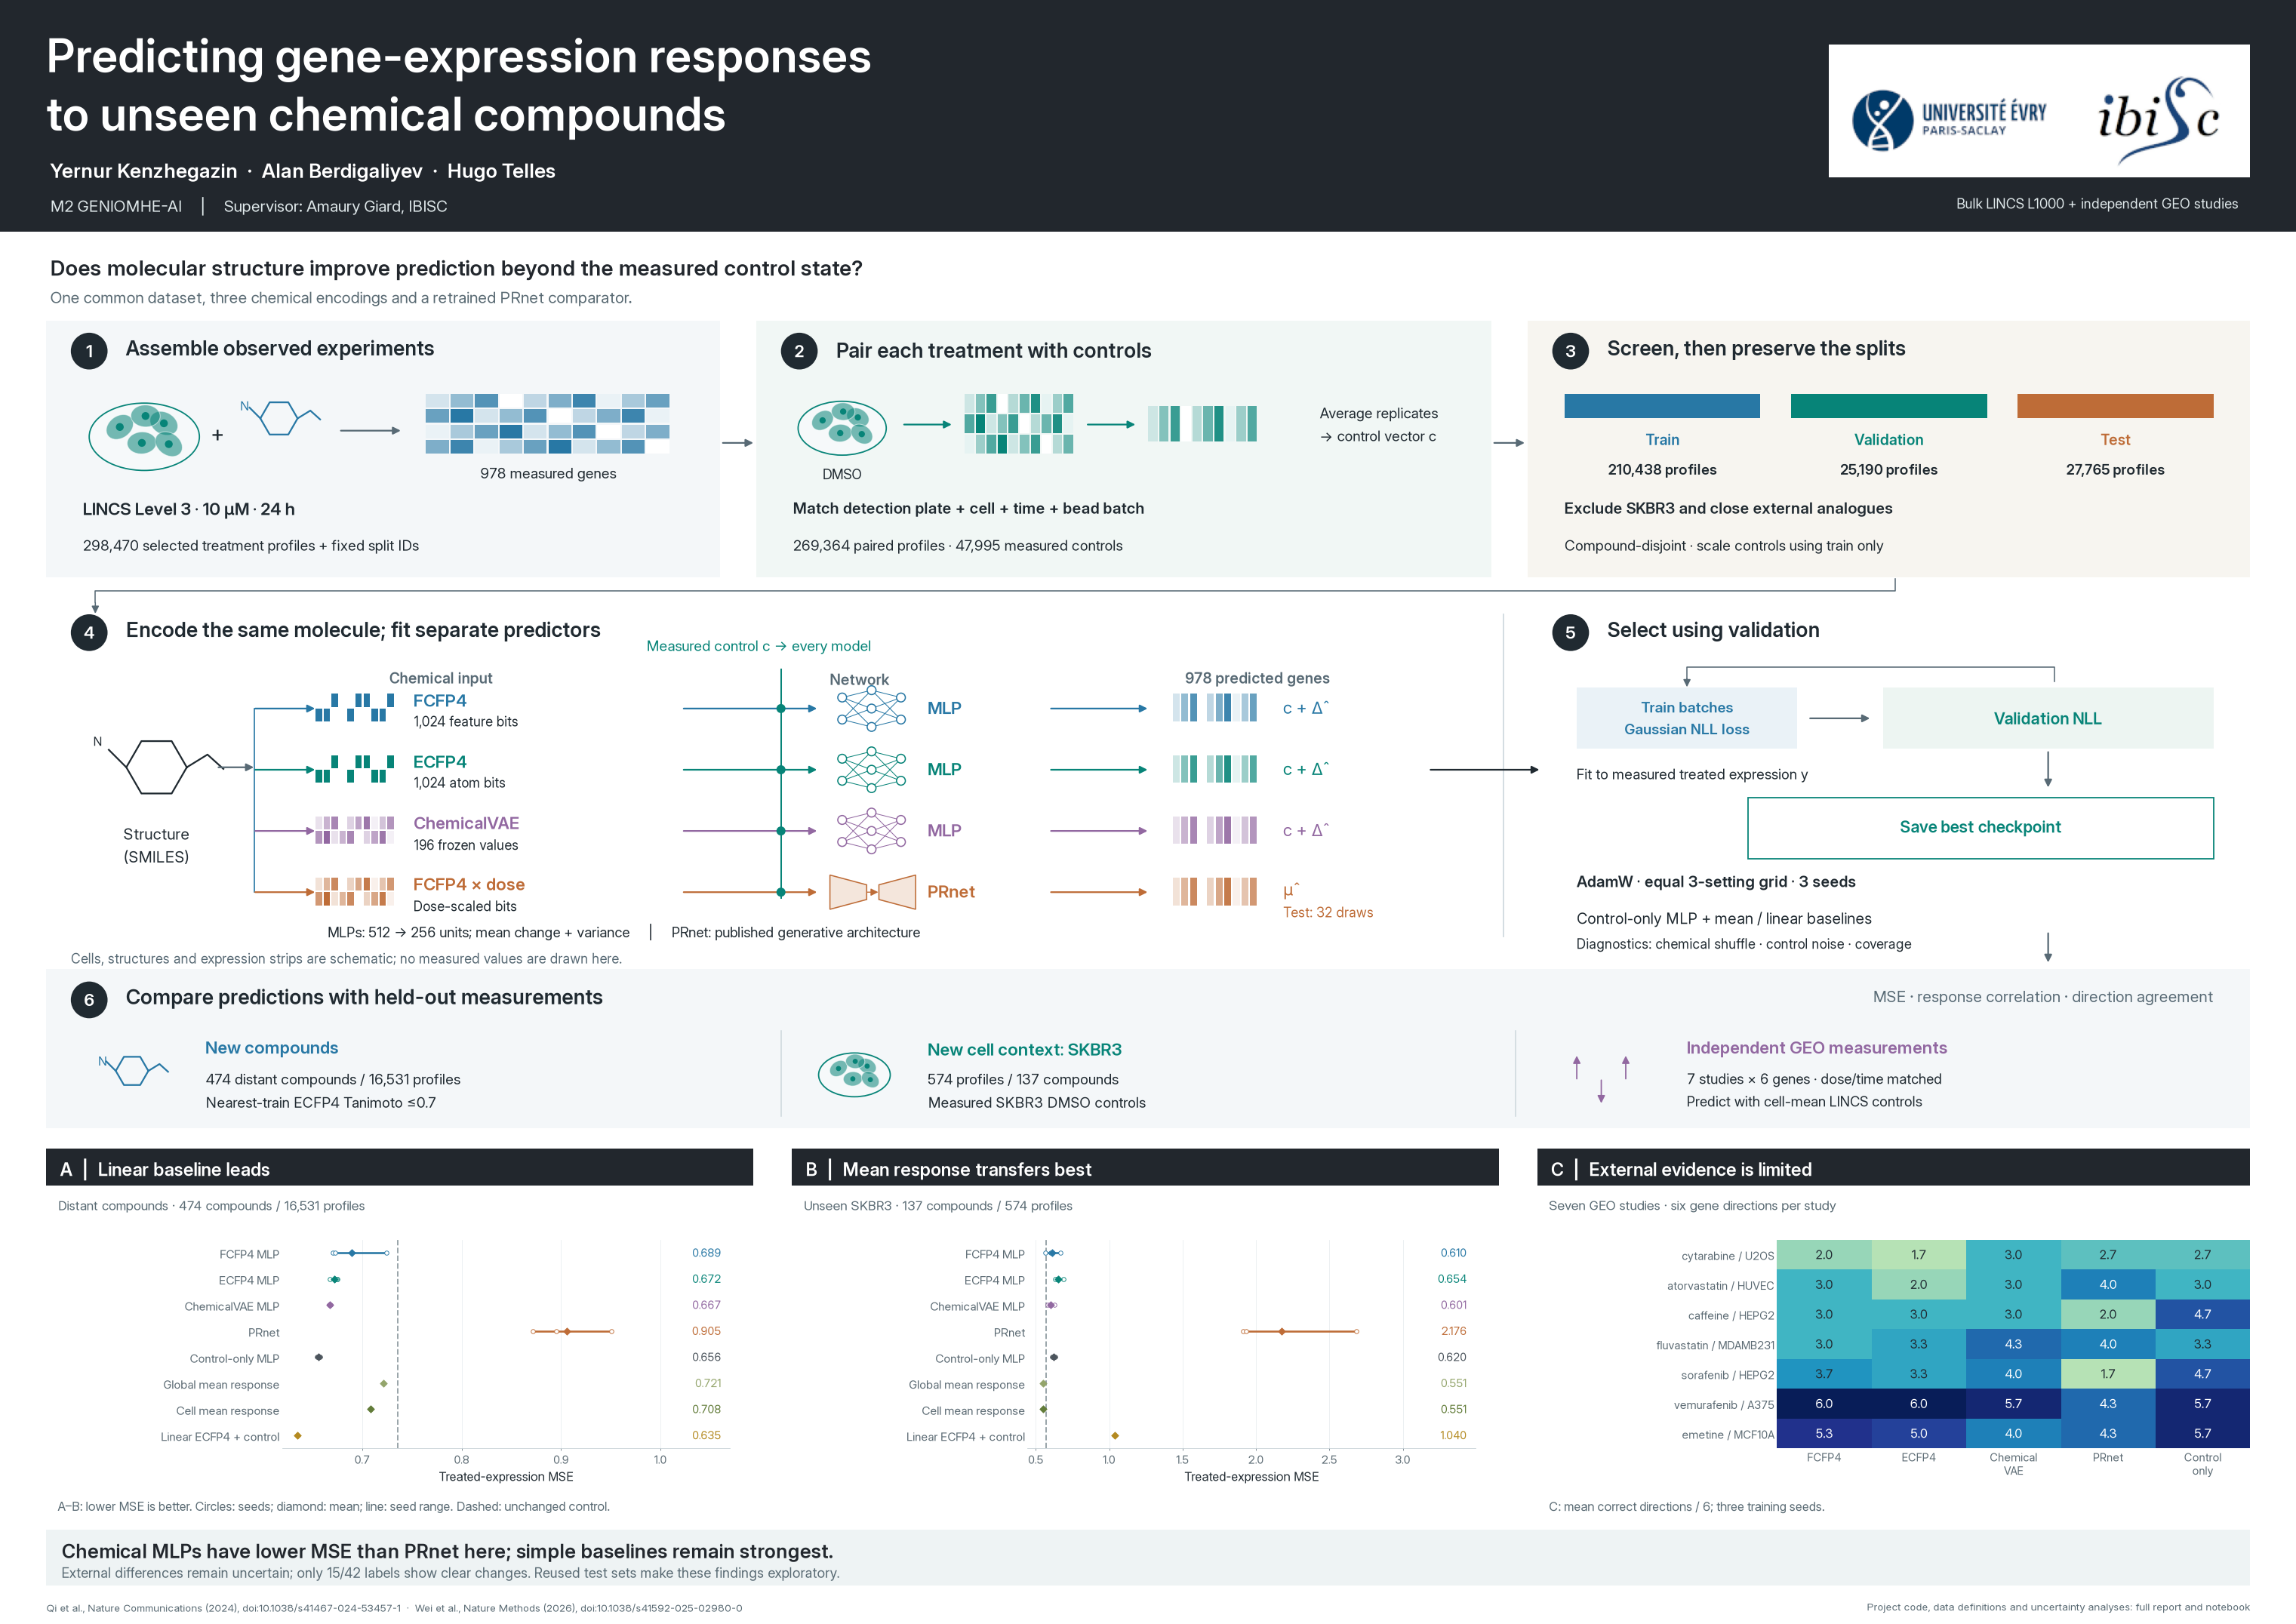 Predicting gene-expression responses
to unseen chemical compounds
Yernur Kenzhegazin · Alan Berdigaliyev · Hugo Telles
M2 GENIOMHE-AI | Supervisor: Amaury Giard, IBISC
UNIVERSITÉ ÉVRY
PARIS-SACLAY
ibiSc
Bulk LINCS L1000 + independent GEO studies
Does molecular structure improve prediction beyond the measured control state?
One common dataset, three chemical encodings and a retrained PRnet comparator.
1 Assemble observed experiments
N
+
978 measured genes
LINCS Level 3 · 10 µM · 24 h
298,470 selected treatment profiles + fixed split IDs
2 Pair each treatment with controls
DMSO
Average replicates
→ control vector c
Match detection plate + cell + time + bead batch
269,364 paired profiles · 47,995 measured controls
3 Screen, then preserve the splits
Train Validation Test
210,438 profiles 25,190 profiles 27,765 profiles
Exclude SKBR3 and close external analogues
Compound-disjoint · scale controls using train only
4 Encode the same molecule; fit separate predictors
Measured control c → every model
Chemical input Network 978 predicted genes
N
Structure
(SMILES)
FCFP4
1,024 feature bits
MLP
c + Δ̂
ECFP4
1,024 atom bits
MLP
c + Δ̂
ChemicalVAE
196 frozen values
MLP
c + Δ̂
FCFP4 × dose
Dose-scaled bits
PRnet
µ̂
Test: 32 draws
MLPs: 512 → 256 units; mean change + variance | PRnet: published generative architecture
Cells, structures and expression strips are schematic; no measured values are drawn here.
5 Select using validation
Train batches
Gaussian NLL loss
Validation NLL
Fit to measured treated expression y
Save best checkpoint
AdamW · equal 3-setting grid · 3 seeds
Control-only MLP + mean / linear baselines
Diagnostics: chemical shuffle · control noise · coverage
6 Compare predictions with held-out measurements
MSE · response correlation · direction agreement
N
New compounds
474 distant compounds / 16,531 profiles
Nearest-train ECFP4 Tanimoto ≤0.7
New cell context: SKBR3
574 profiles / 137 compounds
Measured SKBR3 DMSO controls
Independent GEO measurements
7 studies × 6 genes · dose/time matched
Predict with cell-mean LINCS controls
A | Linear baseline leads
Distant compounds · 474 compounds / 16,531 profiles
FCFP4 MLP 0.689
ECFP4 MLP 0.672
ChemicalVAE MLP 0.667
PRnet 0.905
Control-only MLP 0.656
Global mean response 0.721
Cell mean response 0.708
Linear ECFP4 + control 0.635
0.7 0.8 0.9 1.0
Treated-expression MSE
A–B: lower MSE is better. Circles: seeds; diamond: mean; line: seed range. Dashed: unchanged control.
B | Mean response transfers best
Unseen SKBR3 · 137 compounds / 574 profiles
FCFP4 MLP 0.610
ECFP4 MLP 0.654
ChemicalVAE MLP 0.601
PRnet 2.176
Control-only MLP 0.620
Global mean response 0.551
Cell mean response 0.551
Linear ECFP4 + control 1.040
0.5 1.0 1.5 2.0 2.5 3.0
Treated-expression MSE
C | External evidence is limited
Seven GEO studies · six gene directions per study
cytarabine / U2OS 2.0 1.7 3.0 2.7 2.7
atorvastatin / HUVEC 3.0 2.0 3.0 4.0 3.0
caffeine / HEPG2 3.0 3.0 3.0 2.0 4.7
fluvastatin / MDAMB231 3.0 3.3 4.3 4.0 3.3
sorafenib / HEPG2 3.7 3.3 4.0 1.7 4.7
vemurafenib / A375 6.0 6.0 5.7 4.3 5.7
emetine / MCF10A 5.3 5.0 4.0 4.3 5.7
FCFP4 ECFP4 Chemical PRnet Control
VAE only
C: mean correct directions / 6; three training seeds.
Chemical MLPs have lower MSE than PRnet here; simple baselines remain strongest.
External differences remain uncertain; only 15/42 labels show clear changes. Reused test sets make these findings exploratory.
Qi et al., Nature Communications (2024), doi:10.1038/s41467-024-53457-1 · Wei et al., Nature Methods (2026), doi:10.1038/s41592-025-02980-0
Project code, data definitions and uncertainty analyses: full report and notebook